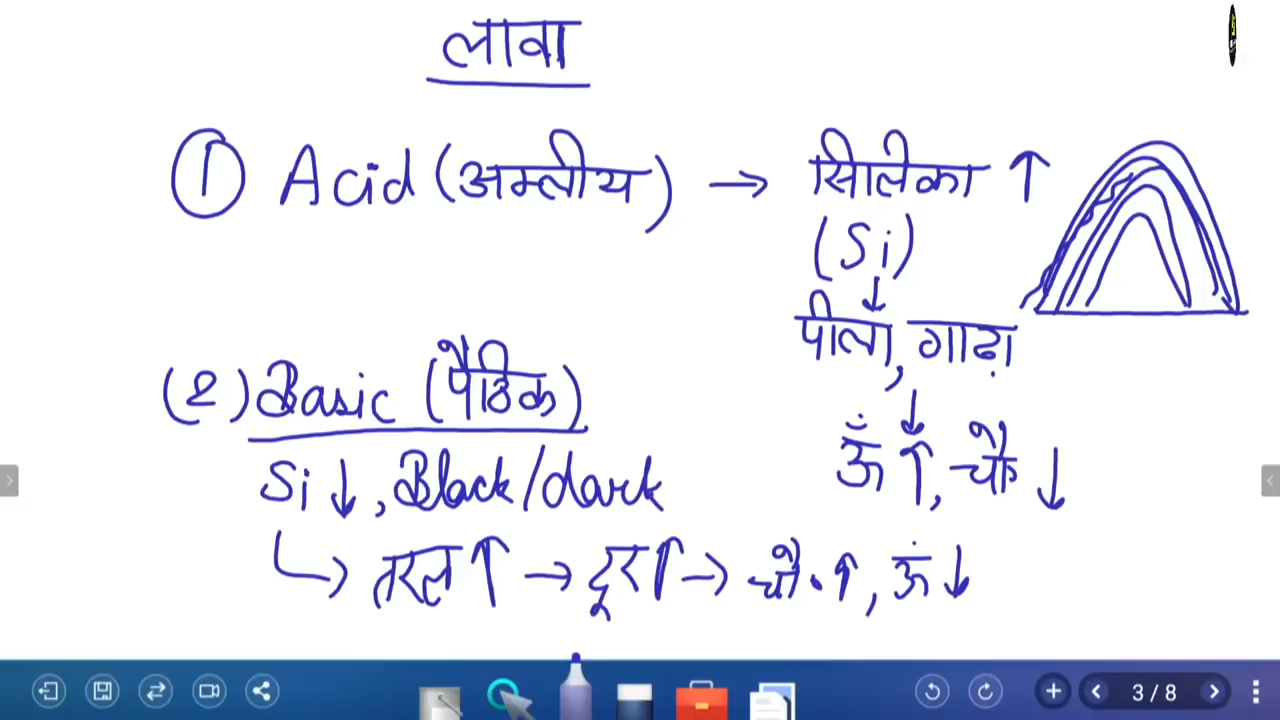 लावा
① Acid (अम्लीय) → सिलिका ↑
(Si)
↓
पीला, गाढ़ा
↓
ऊँ ↑, चौ ↓
(2) Basic (पैठिक)
Si ↓, Black/dark
↳ तरल ↑ → दूर ↑ → चौ. ↑, ऊं ↓
3 / 8